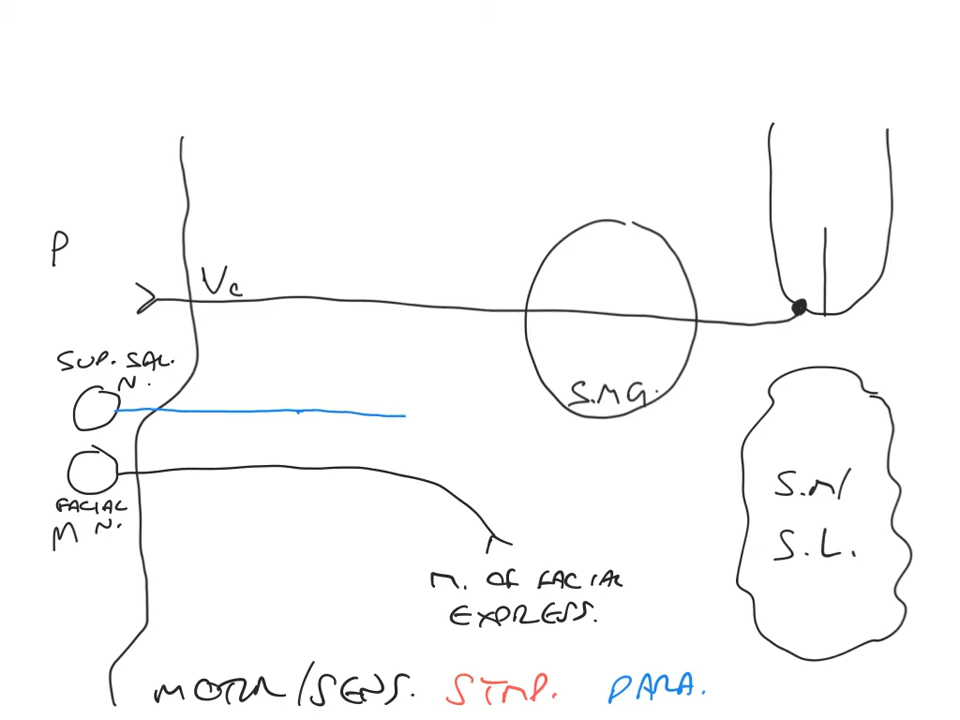 P
Vc
SUP. SAL.
N.
S.M.G.
FACIAL
M N.
S.M/
S.L.
M. OF FACIAL
EXPRESS.
MOTOR/SENS. SYMP. PARA.